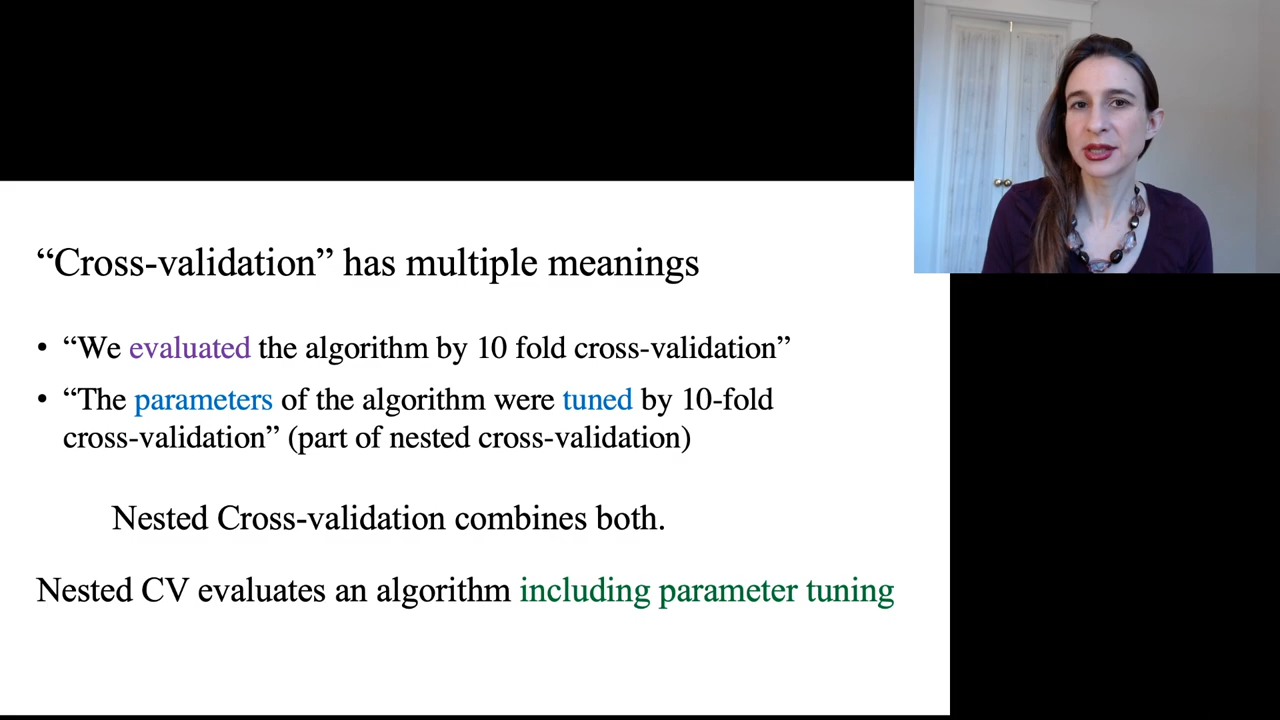 “Cross-validation” has multiple meanings
• “We evaluated the algorithm by 10 fold cross-validation”
• “The parameters of the algorithm were tuned by 10-fold
cross-validation” (part of nested cross-validation)
Nested Cross-validation combines both.
Nested CV evaluates an algorithm including parameter tuning